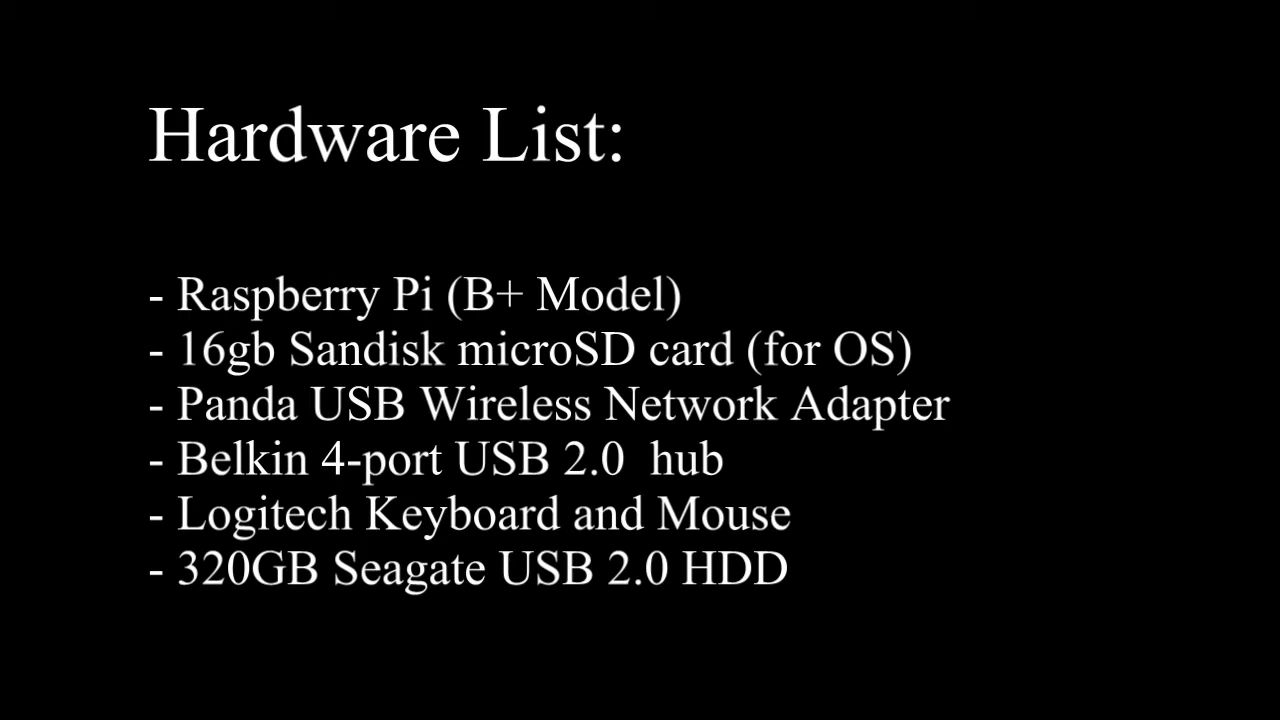 Hardware List:
- Raspberry Pi (B+ Model)
- 16gb Sandisk microSD card (for OS)
- Panda USB Wireless Network Adapter
- Belkin 4-port USB 2.0  hub
- Logitech Keyboard and Mouse
- 320GB Seagate USB 2.0 HDD